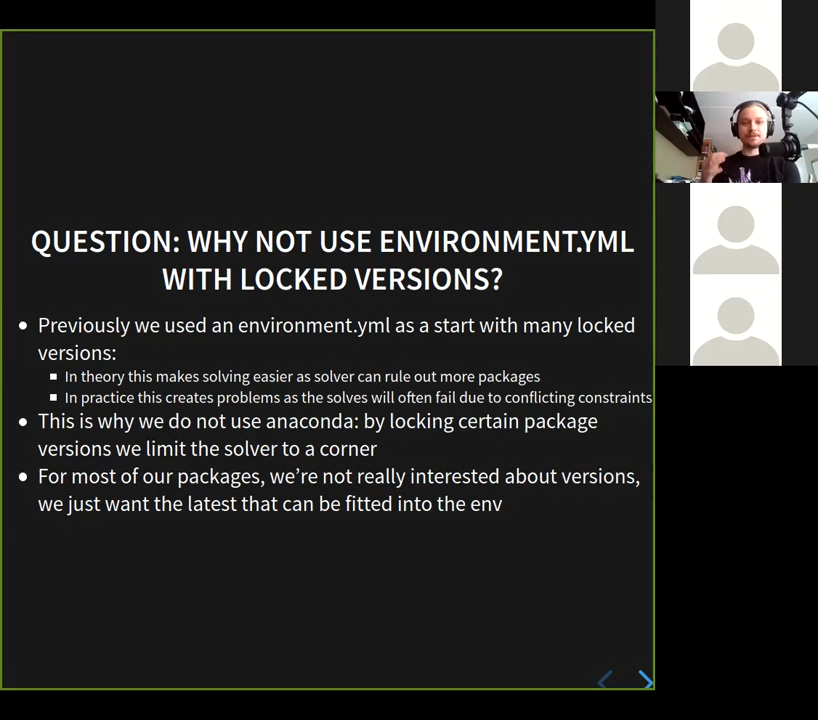 QUESTION: WHY NOT USE ENVIRONMENT.YML
WITH LOCKED VERSIONS?
Previously we used an environment.yml as a start with many locked
versions:
In theory this makes solving easier as solver can rule out more packages
In practice this creates problems as the solves will often fail due to conflicting constraints
This is why we do not use anaconda: by locking certain package
versions we limit the solver to a corner
For most of our packages, we're not really interested about versions,
we just want the latest that can be fitted into the env